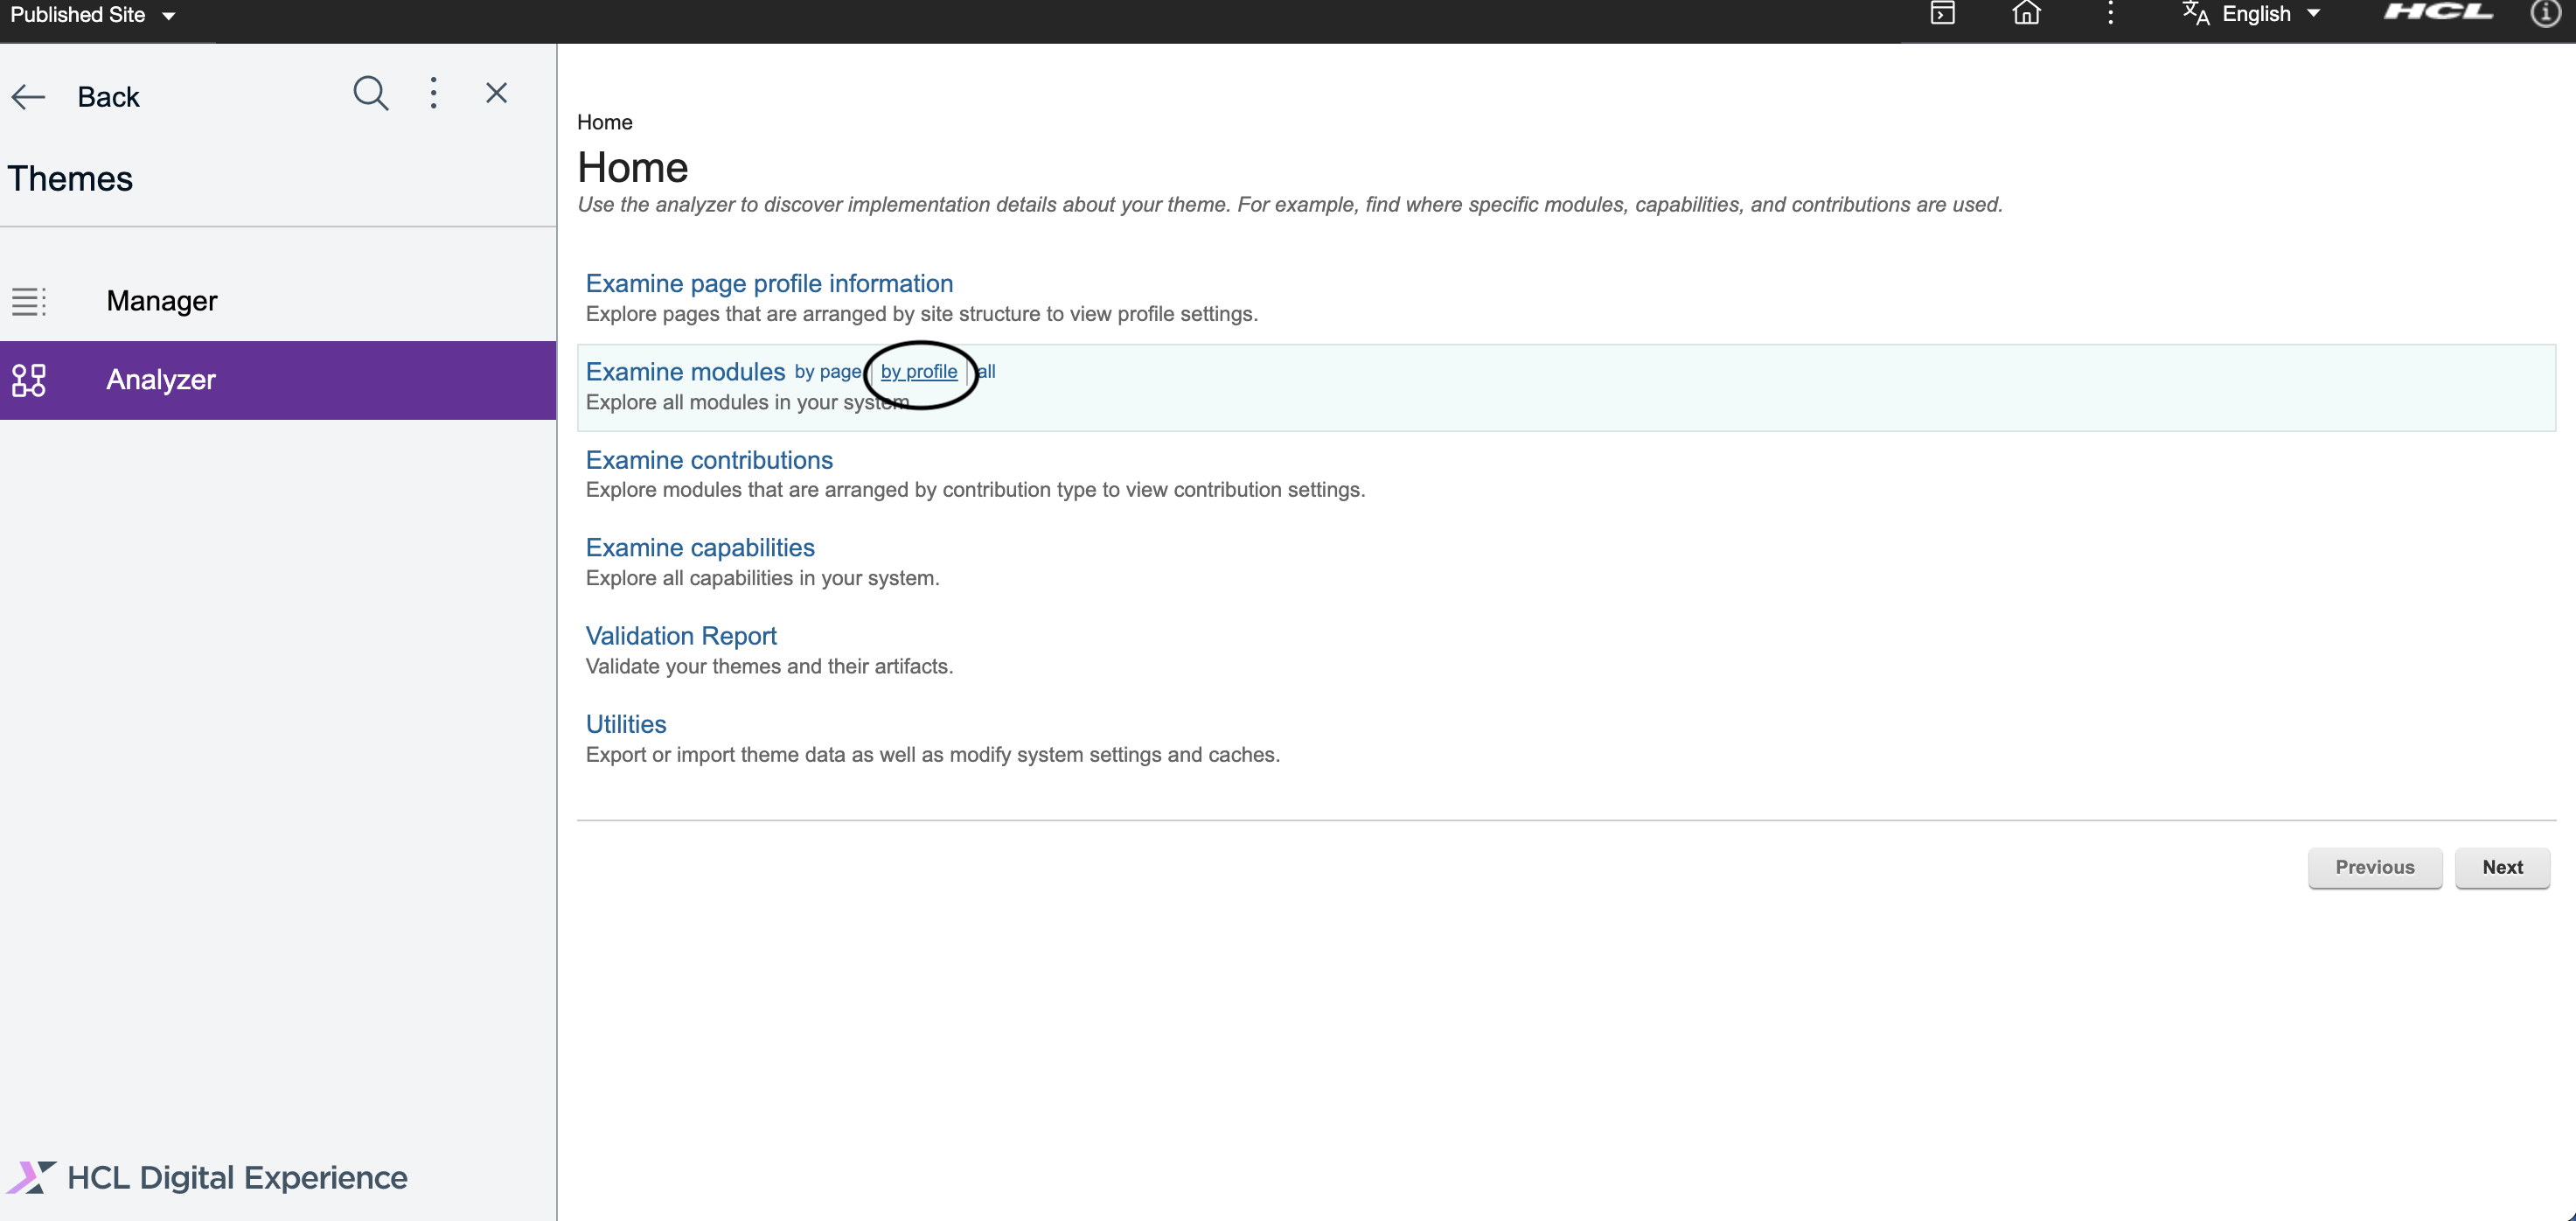 Published Site
English
HCL
Back
Themes
Manager
Analyzer
HCL Digital Experience
Home
Home
Use the analyzer to discover implementation details about your theme. For example, find where specific modules, capabilities, and contributions are used.
Examine page profile information
Explore pages that are arranged by site structure to view profile settings.
Examine modules by page | by profile | all
Explore all modules in your system.
Examine contributions
Explore modules that are arranged by contribution type to view contribution settings.
Examine capabilities
Explore all capabilities in your system.
Validation Report
Validate your themes and their artifacts.
Utilities
Export or import theme data as well as modify system settings and caches.
Previous
Next